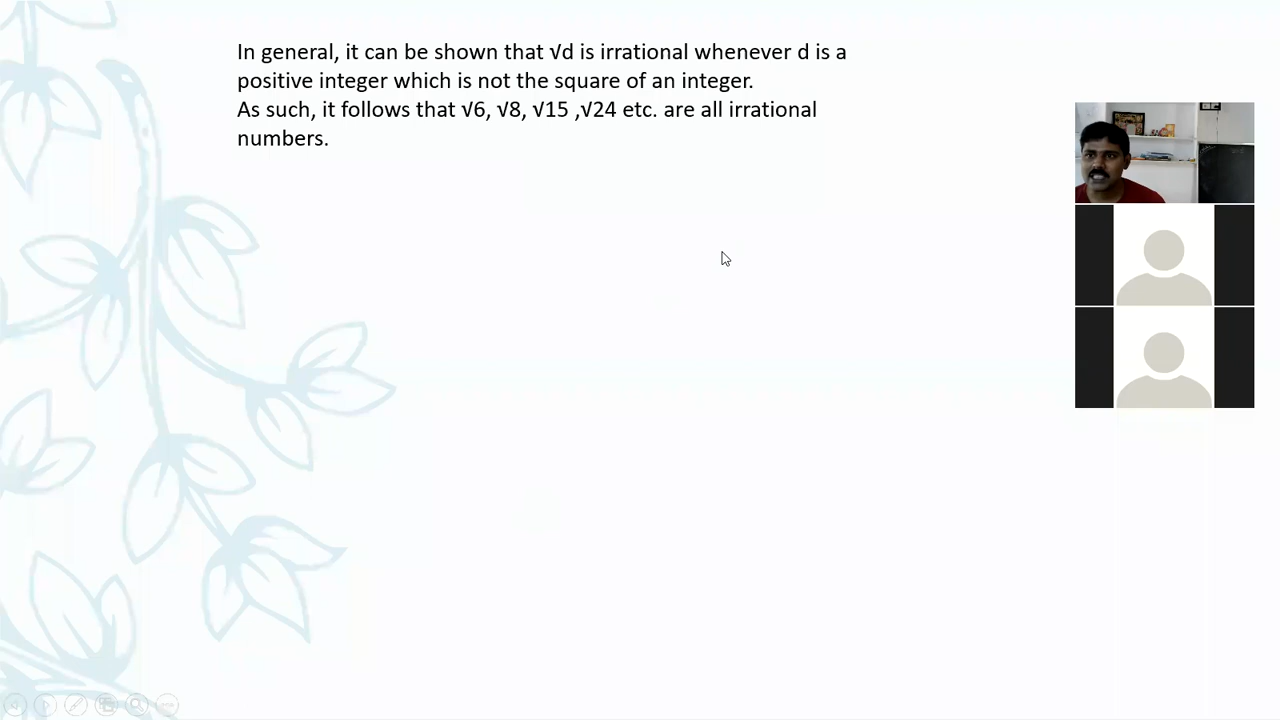 In general, it can be shown that √d is irrational whenever d is a
positive integer which is not the square of an integer.
As such, it follows that √6, √8, √15 ,√24 etc. are all irrational
numbers.